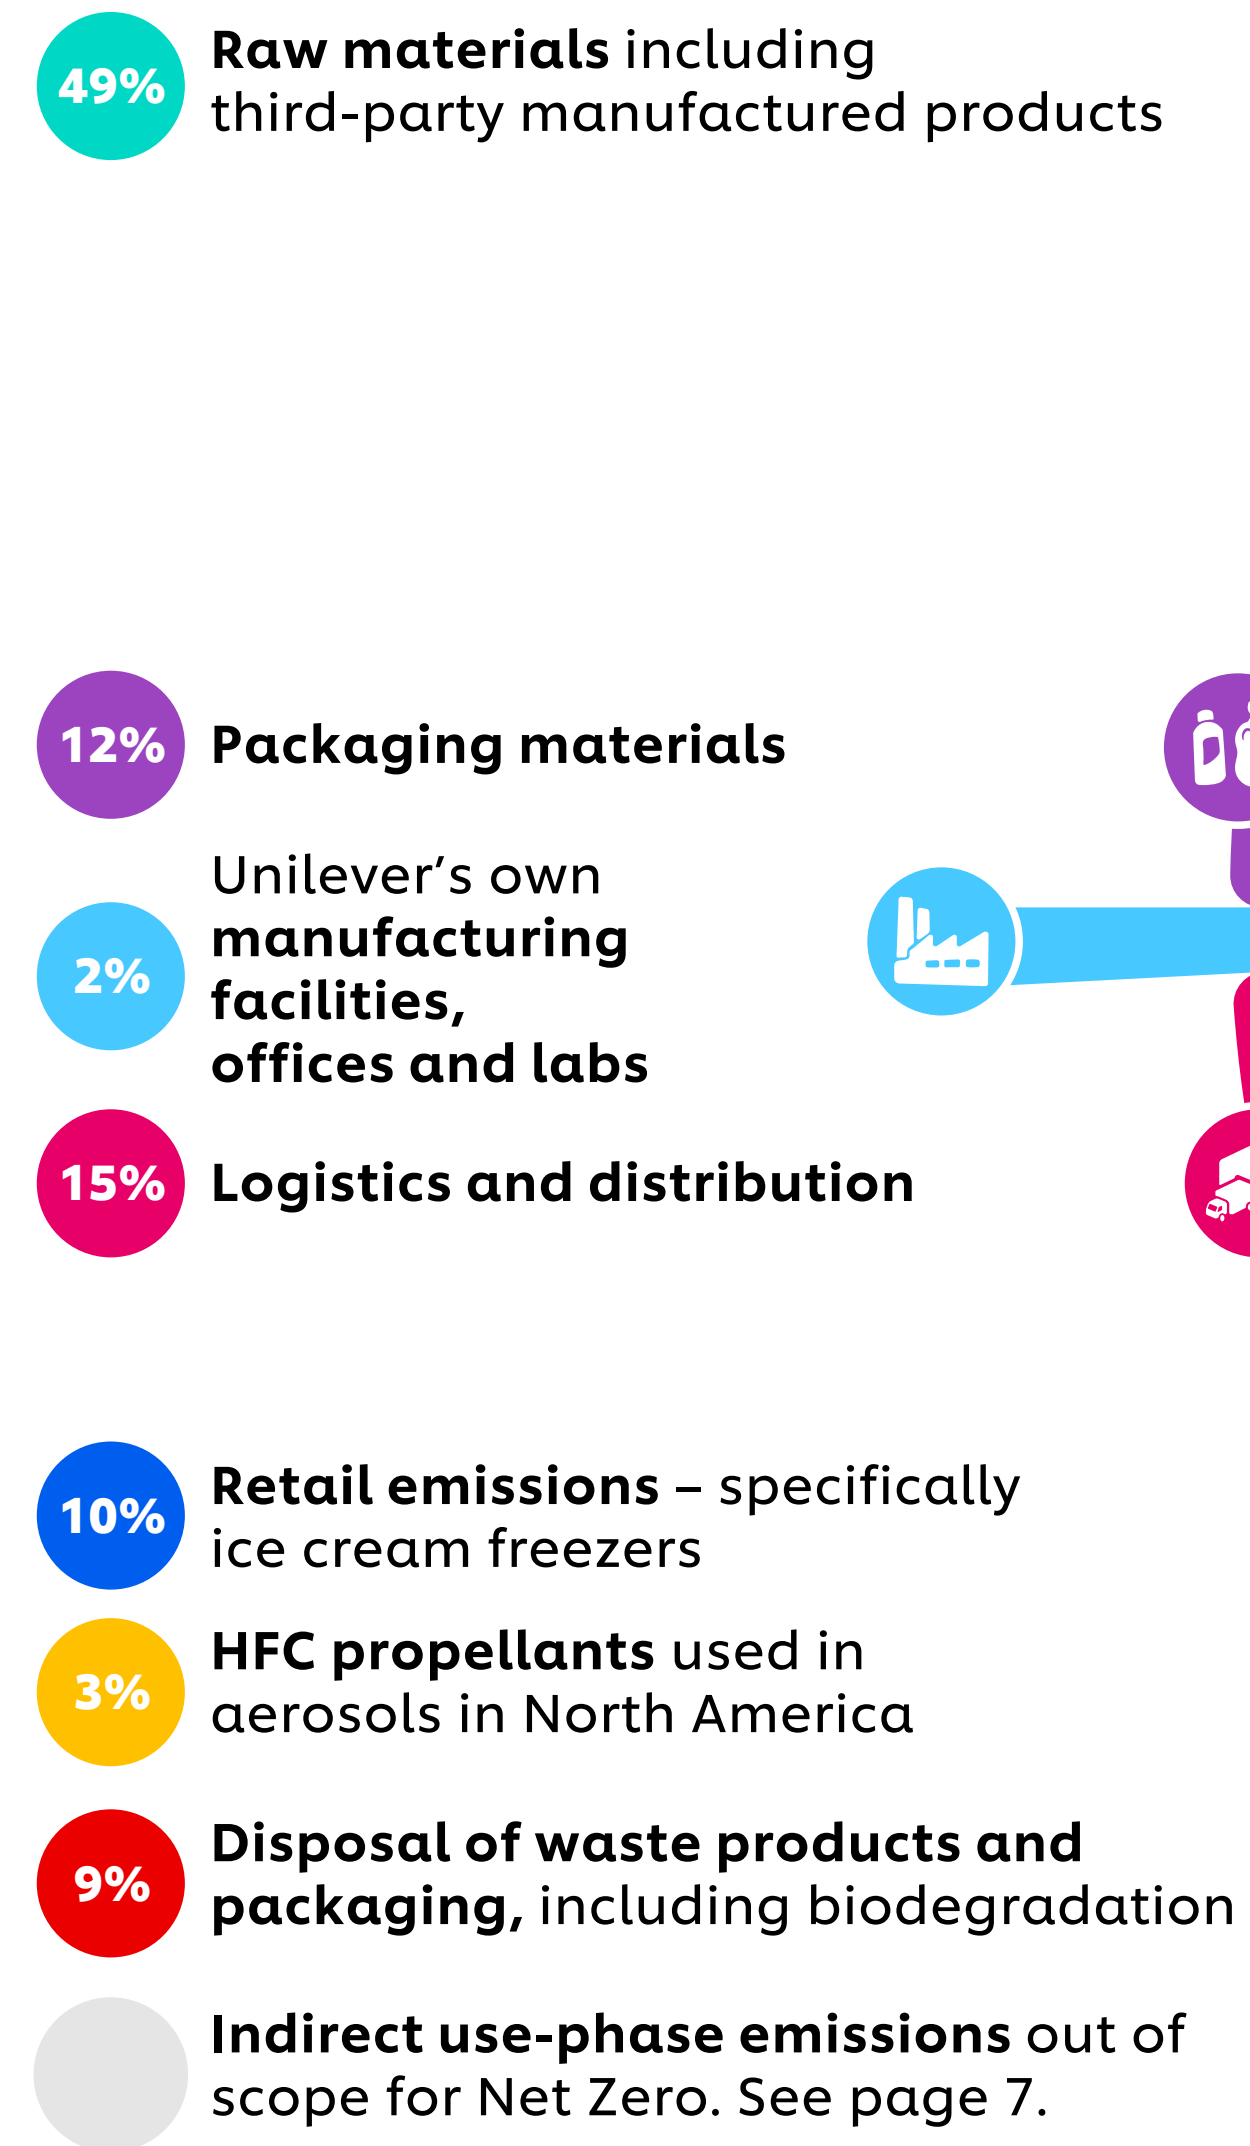 49%
Raw materials including
third-party manufactured products
12%
Packaging materials
2%
Unilever’s own
manufacturing
facilities,
offices and labs
15%
Logistics and distribution
10%
Retail emissions – specifically
ice cream freezers
3%
HFC propellants used in
aerosols in North America
9%
Disposal of waste products and
packaging, including biodegradation
Indirect use-phase emissions out of
scope for Net Zero. See page 7.